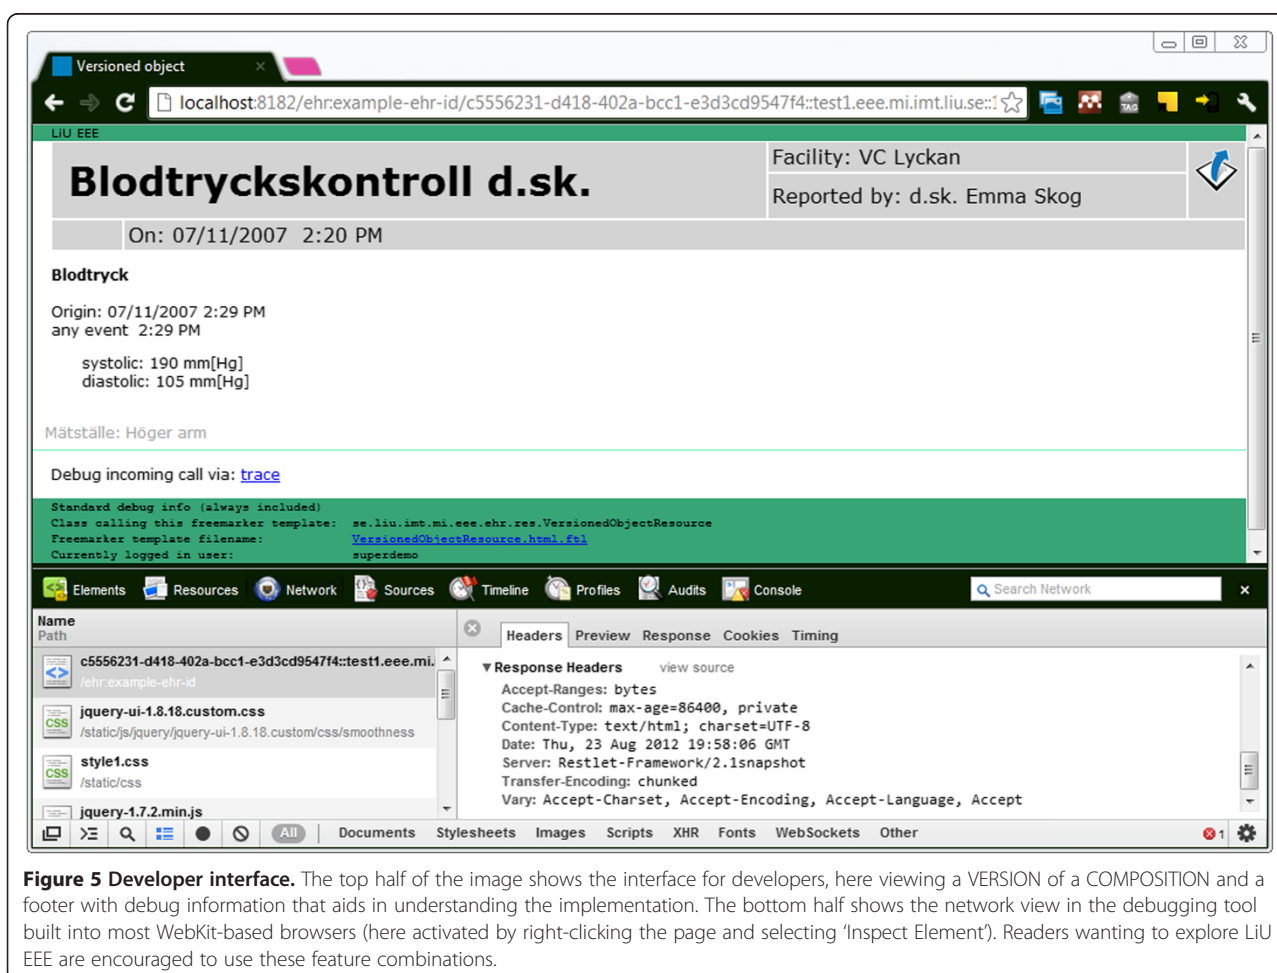 Versioned object
localhost:8182/ehr:example-ehr-id/c5556231-d418-402a-bcc1-e3d3cd9547f4::test1.eee.mi.imt.liu.se::1
TAG
LiU EEE
Blodtryckskontroll d.sk.
Facility: VC Lyckan
Reported by: d.sk. Emma Skog
On: 07/11/2007 2:20 PM
Blodtryck
Origin: 07/11/2007 2:29 PM
any event 2:29 PM
systolic: 190 mm[Hg]
diastolic: 105 mm[Hg]
Mätställe: Höger arm
Debug incoming call via: trace
Standard debug info (always included)
Class calling this freemarker template: se.liu.imt.mi.eee.ehr.res.VersionedObjectResource
Freemarker template filename: VersionedObjectResource.html.ftl
Currently logged in user: superdemo
Elements Resources Network Sources Timeline Profiles Audits Console Search Network
Name
Path
Headers Preview Response Cookies Timing
c5556231-d418-402a-bcc1-e3d3cd9547f4::test1.eee.mi.
/ehr:example-ehr-id
CSS
jquery-ui-1.8.18.custom.css
/static/js/jquery/jquery-ui-1.8.18.custom/css/smoothness
CSS
style1.css
/static/css
jquery-1.7.2.min.js
Response Headers view source
Accept-Ranges: bytes
Cache-Control: max-age=86400, private
Content-Type: text/html; charset=UTF-8
Date: Thu, 23 Aug 2012 19:58:06 GMT
Server: Restlet-Framework/2.1snapshot
Transfer-Encoding: chunked
Vary: Accept-Charset, Accept-Encoding, Accept-Language, Accept
All Documents Stylesheets Images Scripts XHR Fonts WebSockets Other 1
Figure 5 Developer interface. The top half of the image shows the interface for developers, here viewing a VERSION of a COMPOSITION and a
footer with debug information that aids in understanding the implementation. The bottom half shows the network view in the debugging tool
built into most WebKit-based browsers (here activated by right-clicking the page and selecting ‘Inspect Element’). Readers wanting to explore LiU
EEE are encouraged to use these feature combinations.